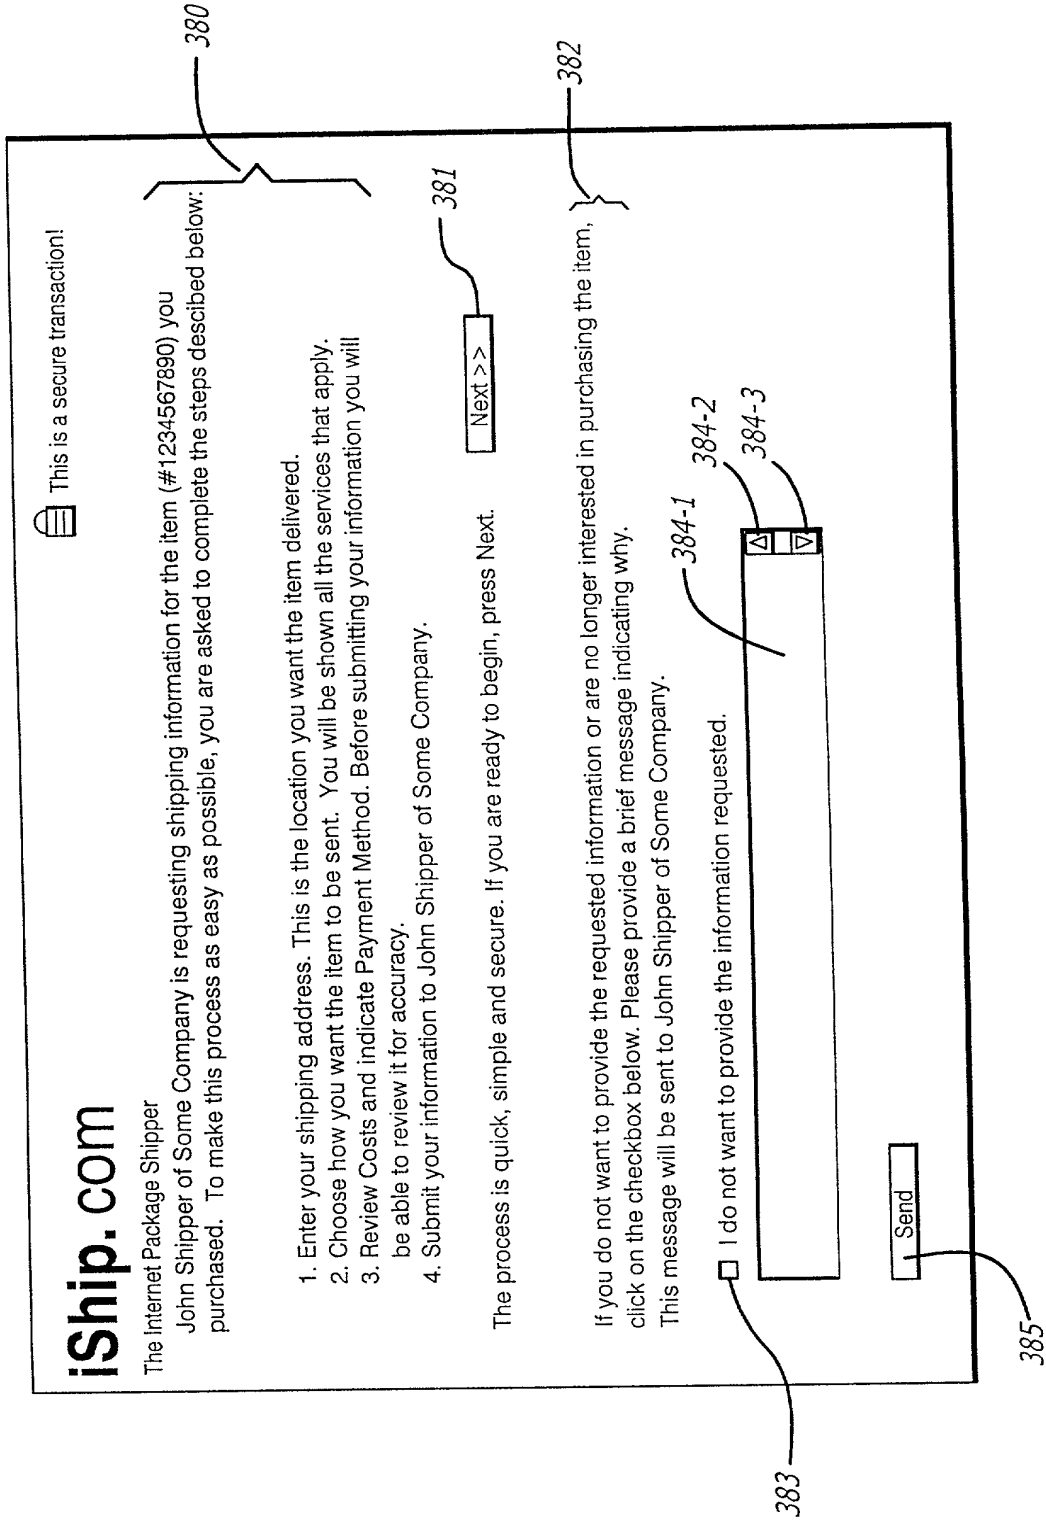 iShip.com
This is a secure transaction!
The Internet Package Shipper
John Shipper of Some Company is requesting shipping information for the item (#1234567890) you
purchased. To make this process as easy as possible, you are asked to complete the steps descibed below:
380
1. Enter your shipping address. This is the location you want the item delivered.
2. Choose how you want the item to be sent. You will be shown all the services that apply.
3. Review Costs and indicate Payment Method. Before submitting your information you will
be able to review it for accuracy.
4. Submit your information to John Shipper of Some Company.
381
The process is quick, simple and secure. If you are ready to begin, press Next.
Next >>
382
If you do not want to provide the requested information or are no longer interested in purchasing the item,
click on the checkbox below. Please provide a brief message indicating why.
This message will be sent to John Shipper of Some Company.
383
I do not want to provide the information requested.
384-1
384-2
384-3
Send
385